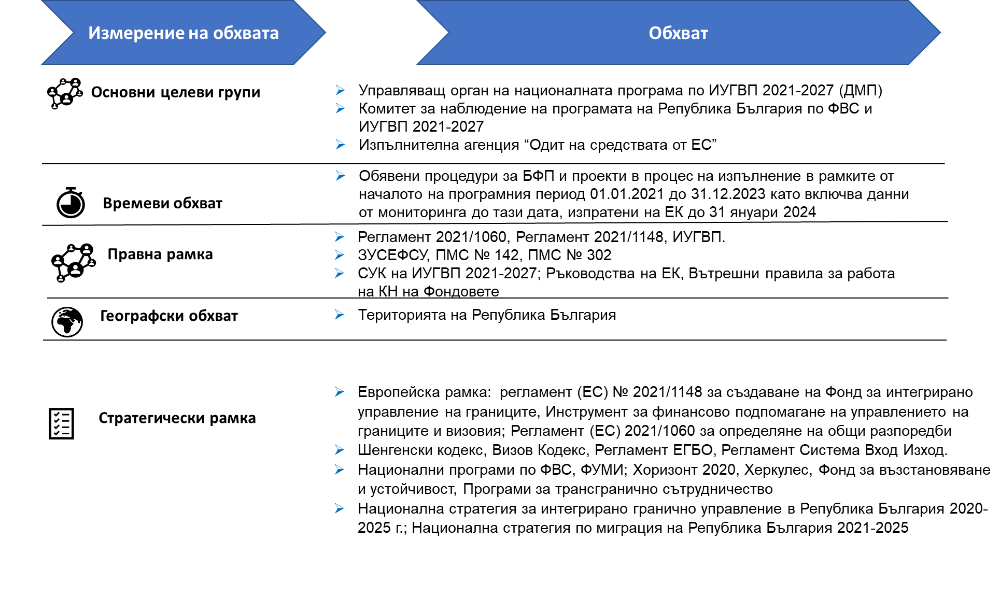 Измерение на обхвата
Обхват
Основни целеви групи
Управляващ орган на националната програма по ИУГВП 2021-2027 (ДМП)
Комитет за наблюдение на програмата на Република България по ФВС и
ИУГВП 2021-2027
Изпълнителна агенция “Одит на средствата от ЕС”
Времеви обхват
Обявени процедури за БФП и проекти в процес на изпълнение в рамките от
началото на програмния период 01.01.2021 до 31.12.2023 като включва данни
от мониторинга до тази дата, изпратени на ЕК до 31 януари 2024
Правна рамка
Регламент 2021/1060, Регламент 2021/1148, ИУГВП.
ЗУСЕФСУ, ПМС № 142, ПМС № 302
СУК на ИУГВП 2021-2027; Ръководства на ЕК, Вътрешни правила за работа
на КН на Фондовете
Географски обхват
Територията на Република България
Стратегически рамка
Европейска рамка:  регламент (ЕС) № 2021/1148 за създаване на Фонд за интегрирано
управление на границите, Инструмент за финансово подпомагане на управлението на
границите и визовия; Регламент (ЕС) 2021/1060 за определяне на общи разпоредби
Шенгенски кодекс, Визов Кодекс, Регламент ЕГБО, Регламент Система Вход Изход.
Национални програми по ФВС, ФУМИ; Хоризонт 2020, Херкулес, Фонд за възстановяване
и устойчивост, Програми за трансгранично сътрудничество
Национална стратегия за интегрирано гранично управление в Република България 2020-
2025 г.; Национална стратегия по миграция на Република България 2021-2025